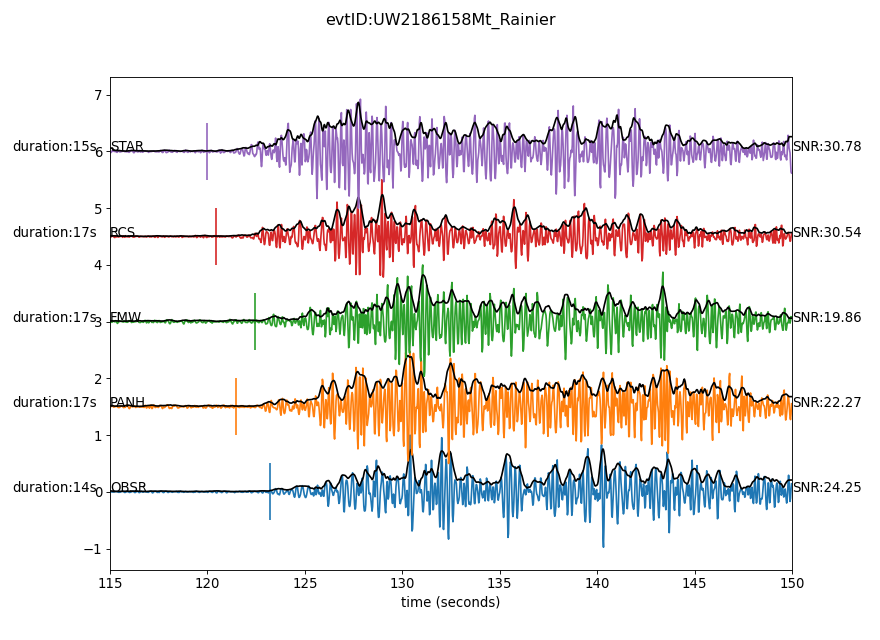 evtID:UW2186158Mt_Rainier
7
duration:15s STAR SNR:30.78
6
5
duration:17s RCS SNR:30.54
4
duration:17s FMW SNR:19.86
3
2
duration:17s PANH SNR:22.27
1
duration:14s OBSR SNR:24.25
0
−1
115 120 125 130 135 140 145 150
time (seconds)